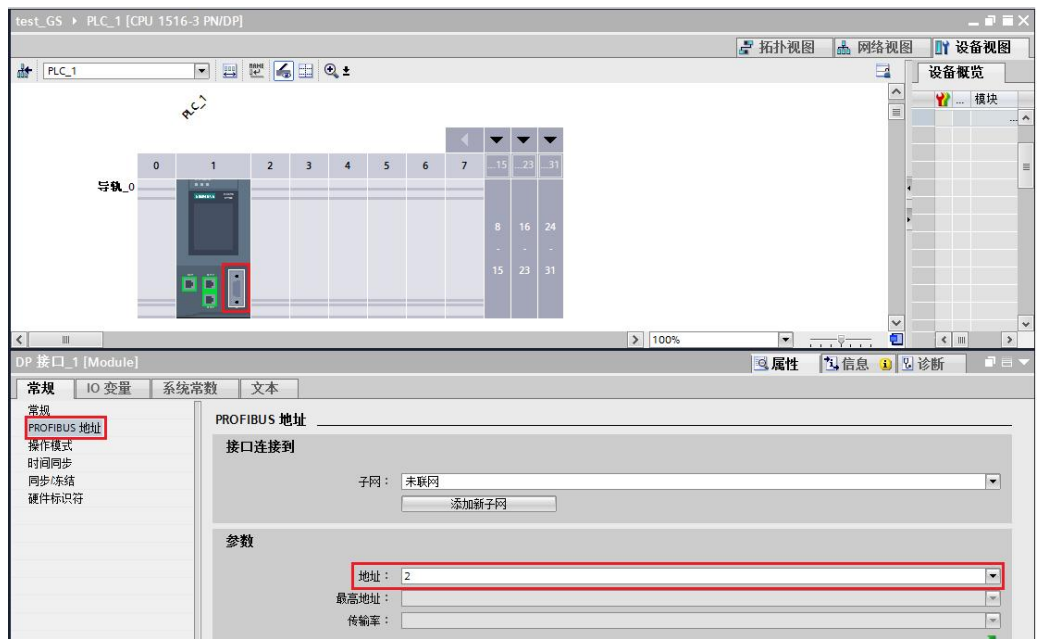 test_GS ▸ PLC_1 [CPU 1516-3 PN/DP]
拓扑视图 网络视图 设备视图
PLC_1
设备概览
... 模块
PLC_1
...
...15 ...23 ...31
0 1 2 3 4 5 6 7
导轨_0
8 16 24
- - -
15 23 31
100%
DP 接口_1 [Module]
属性 信息 诊断
常规 IO 变量 系统常数 文本
常规
PROFIBUS 地址
操作模式
时间同步
同步/冻结
硬件标识符
PROFIBUS 地址
接口连接到
子网： 未联网
添加新子网
参数
地址： 2
最高地址：
传输率：